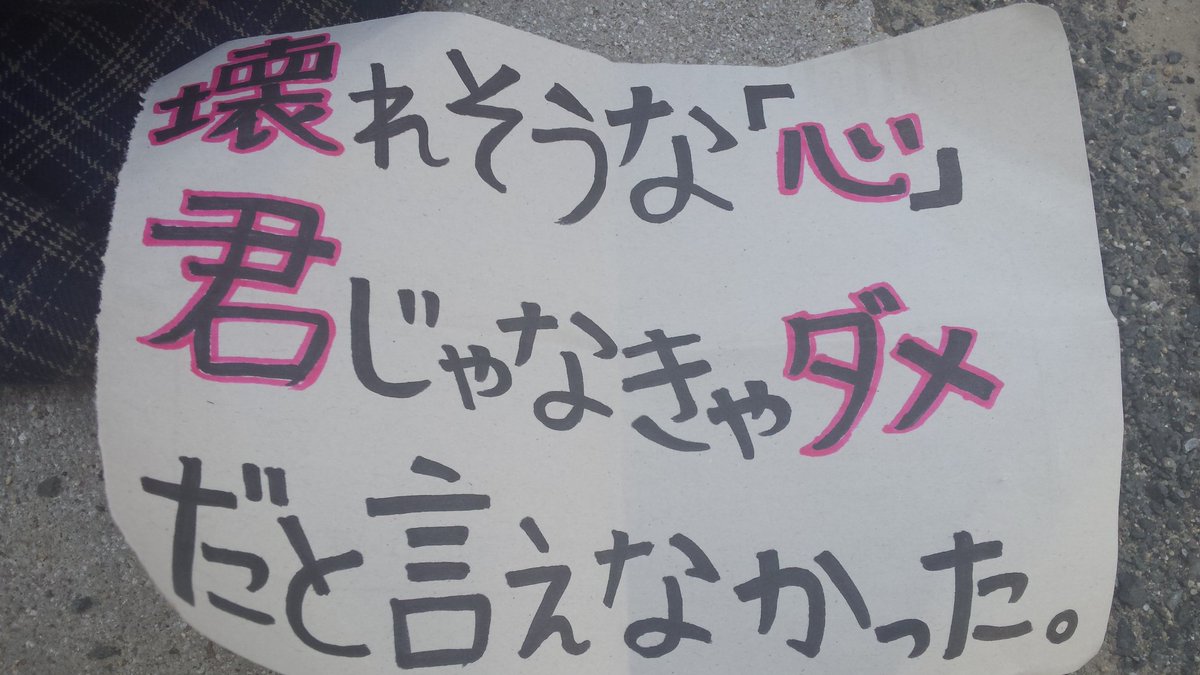 壊れそうな「心」
君じゃなきゃダメ
だと言えなかった。